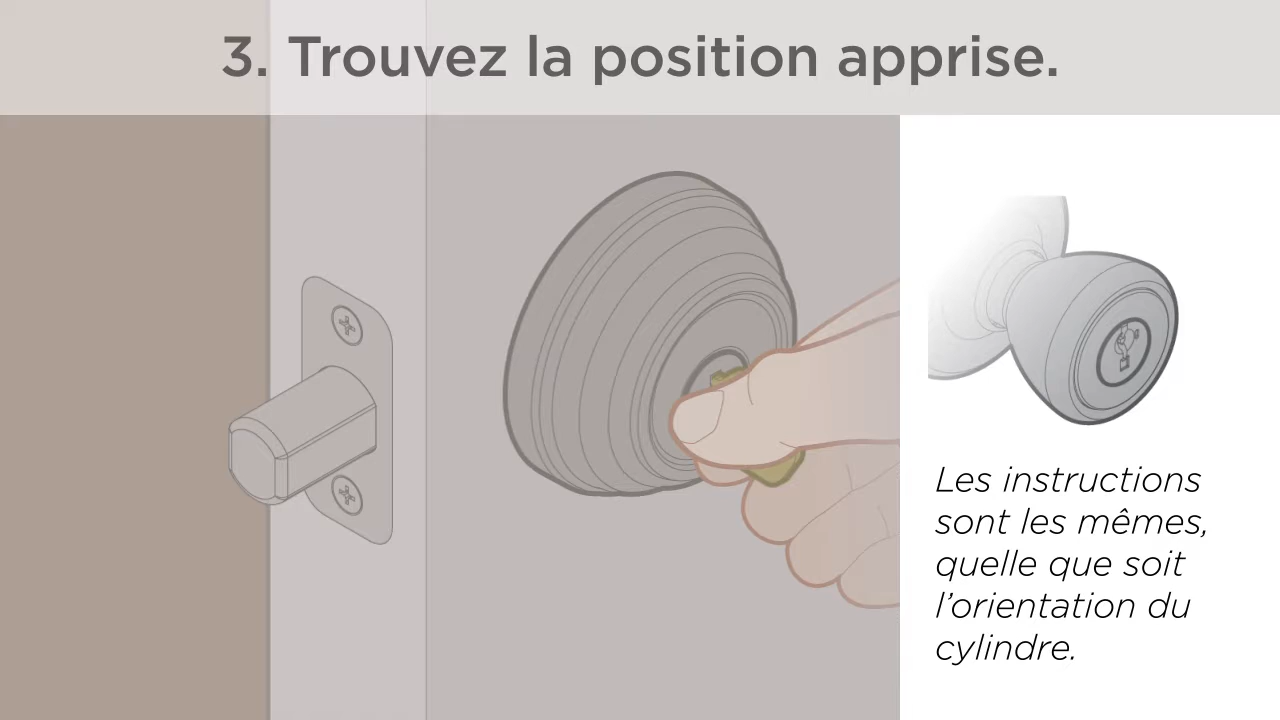 3. Trouvez la position apprise.
Les instructions
sont les mêmes,
quelle que soit
l’orientation du
cylindre.